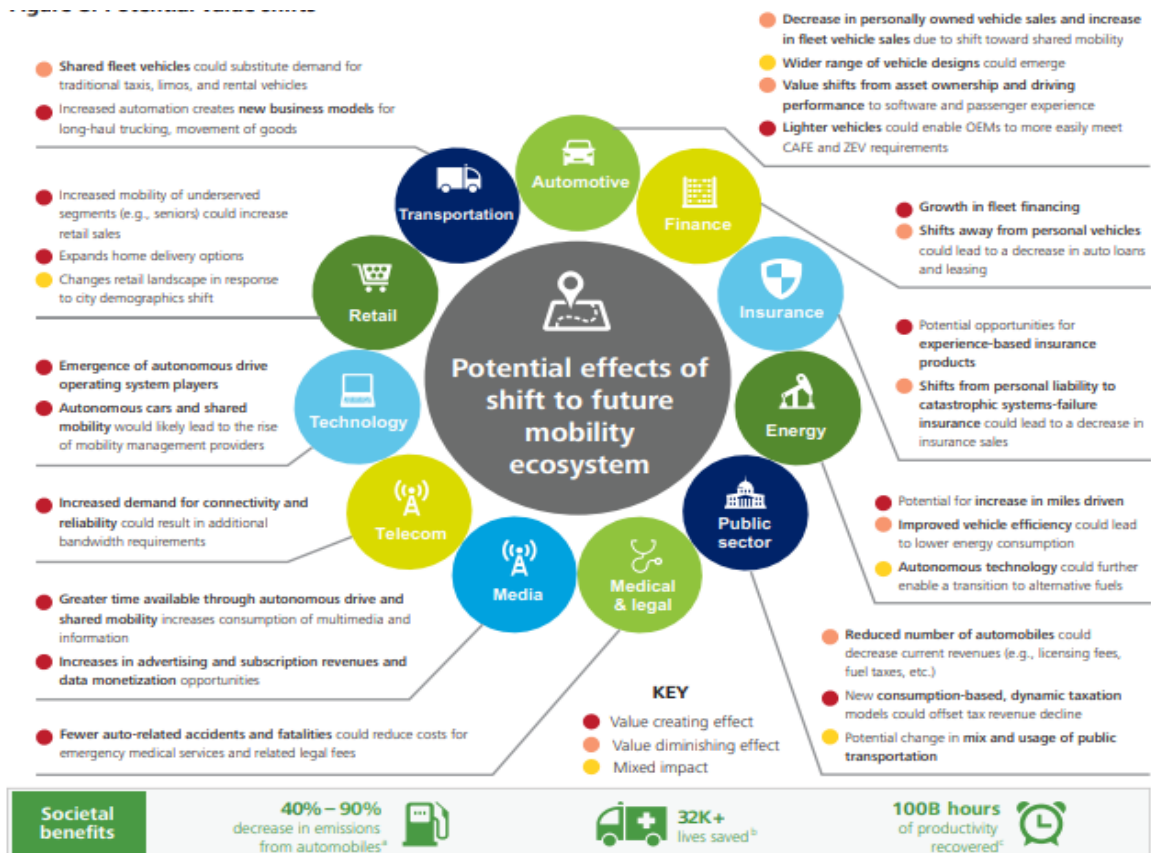 Shared fleet vehicles could substitute demand for
traditional taxis, limos, and rental vehicles
Increased automation creates new business models for
long-haul trucking, movement of goods
Decrease in personally owned vehicle sales and increase
in fleet vehicle sales due to shift toward shared mobility
Wider range of vehicle designs could emerge
Value shifts from asset ownership and driving
performance to software and passenger experience
Lighter vehicles could enable OEMs to more easily meet
CAFE and ZEV requirements
Increased mobility of underserved
segments (e.g., seniors) could increase
retail sales
Expands home delivery options
Changes retail landscape in response
to city demographics shift
Growth in fleet financing
Shifts away from personal vehicles
could lead to a decrease in auto loans
and leasing
Emergence of autonomous drive
operating system players
Autonomous cars and shared
mobility would likely lead to the rise
of mobility management providers
Potential opportunities for
experience-based insurance
products
Shifts from personal liability to
catastrophic systems-failure
insurance could lead to a decrease in
insurance sales
Increased demand for connectivity and
reliability could result in additional
bandwidth requirements
Potential for increase in miles driven
Improved vehicle efficiency could lead
to lower energy consumption
Autonomous technology could further
enable a transition to alternative fuels
Greater time available through autonomous drive and
shared mobility increases consumption of multimedia and
information
Increases in advertising and subscription revenues and
data monetization opportunities
Reduced number of automobiles could
decrease current revenues (e.g., licensing fees,
fuel taxes, etc.)
New consumption-based, dynamic taxation
models could offset tax revenue decline
Potential change in mix and usage of public
transportation
Fewer auto-related accidents and fatalities could reduce costs for
emergency medical services and related legal fees
Automotive
Finance
Insurance
Energy
Public
sector
Medical
& legal
Media
Telecom
Technology
Retail
Transportation
Potential effects of
shift to future
mobility
ecosystem
KEY
Value creating effect
Value diminishing effect
Mixed impact
Societal
benefits
40%–90%
decrease in emissions
from automobilesᵃ
32K+
lives savedᵇ
100B hours
of productivity
recoveredᶜ